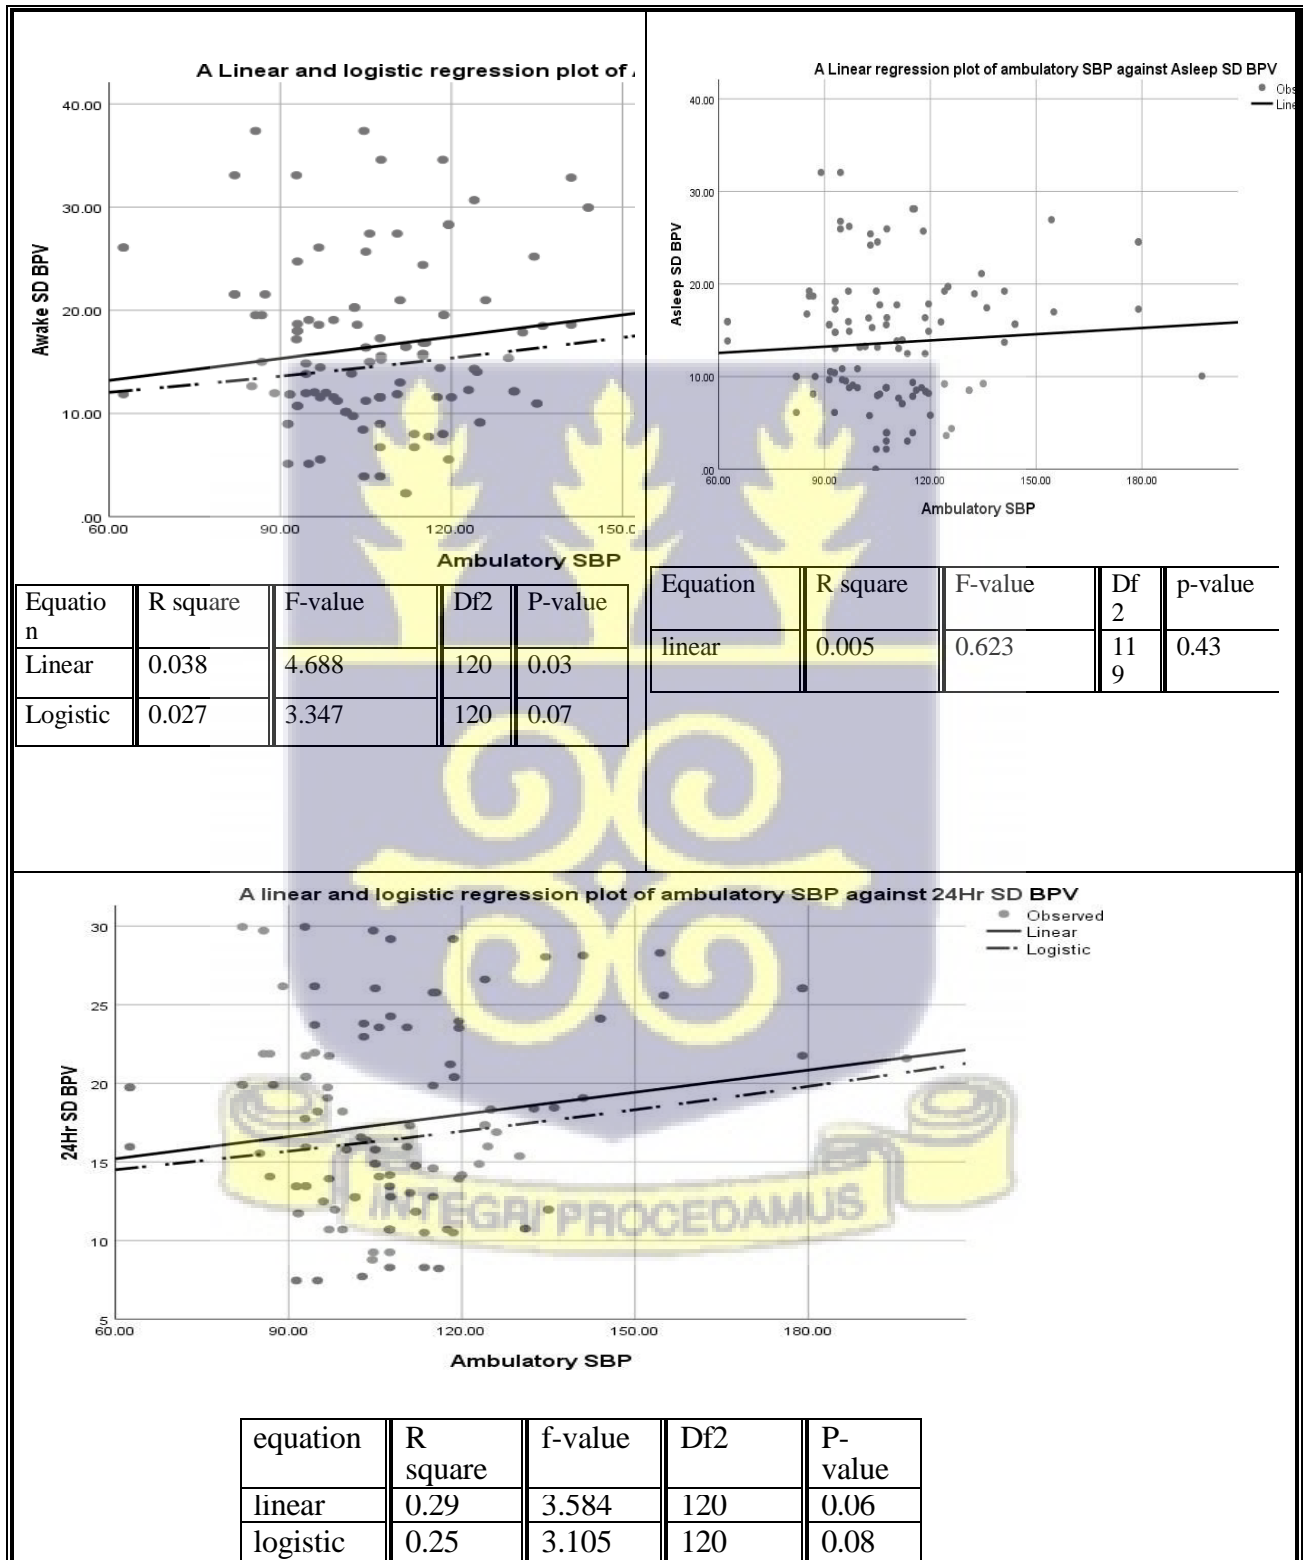 A Linear and logistic regression plot of
40.00
30.00
20.00
10.00
.00
Awake SD BPV
60.00 90.00 120.00 150.0
Ambulatory SBP
Equatio
n
R square F-value Df2 P-value
Linear 0.038 4.688 120 0.03
Logistic 0.027 3.347 120 0.07
A Linear regression plot of ambulatory SBP against Asleep SD BPV
Obs
Line
40.00
30.00
20.00
10.00
.00
Asleep SD BPV
60.00 90.00 120.00 150.00 180.00
Ambulatory SBP
Equation R square F-value Df
2
p-value
linear 0.005 0.623 11
9
0.43
A linear and logistic regression plot of ambulatory SBP against 24Hr SD BPV
Observed
Linear
Logistic
30
25
20
15
10
5
24Hr SD BPV
60.00 90.00 120.00 150.00 180.00
Ambulatory SBP
INTEGRI PROCEDAMUS
equation R
square
f-value Df2 P-
value
linear 0.29 3.584 120 0.06
logistic 0.25 3.105 120 0.08